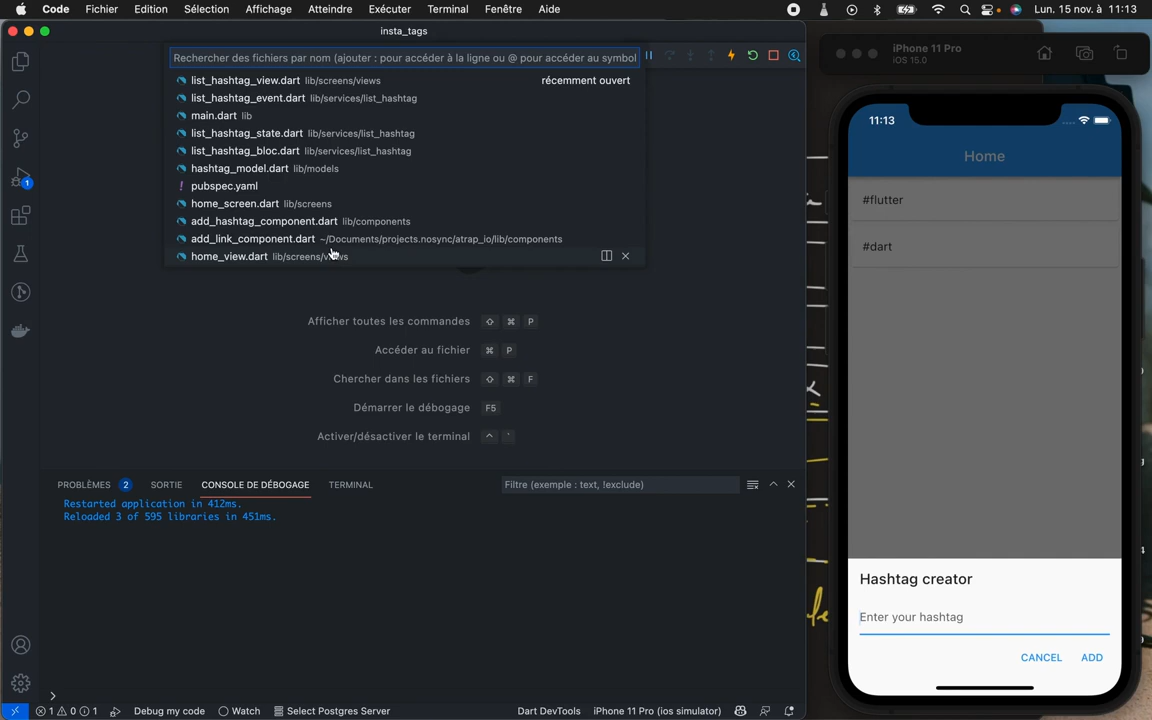 Code Fichier Edition Sélection Affichage Atteindre Exécuter Terminal Fenêtre Aide Lun. 15 nov. à 11:13
insta_tags
Rechercher des fichiers par nom (ajouter : pour accéder à la ligne ou @ pour accéder au symbol
list_hashtag_view.dart lib/screens/views récemment ouvert
list_hashtag_event.dart lib/services/list_hashtag
main.dart lib
list_hashtag_state.dart lib/services/list_hashtag
list_hashtag_bloc.dart lib/services/list_hashtag
hashtag_model.dart lib/models
pubspec.yaml
home_screen.dart lib/screens
add_hashtag_component.dart lib/components
add_link_component.dart ~/Documents/projects.nosync/atrap_io/lib/components
home_view.dart lib/screens/views
1
Afficher toutes les commandes ⇧ ⌘ P
Accéder au fichier ⌘ P
Chercher dans les fichiers ⇧ ⌘ F
Démarrer le débogage F5
Activer/désactiver le terminal ^ `
PROBLÈMES 2 SORTIE CONSOLE DE DÉBOGAGE TERMINAL Filtre (exemple : text, !exclude)
Restarted application in 412ms.
Reloaded 3 of 595 libraries in 451ms.
1 0 1 Debug my code Watch Select Postgres Server Dart DevTools iPhone 11 Pro (ios simulator)
iPhone 11 Pro
iOS 15.0
11:13
Home
#flutter
#dart
Hashtag creator
Enter your hashtag
CANCEL ADD